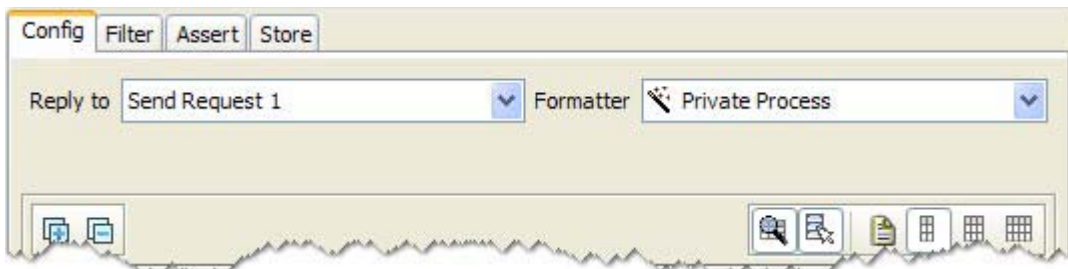 Config Filter Assert Store
Reply to Send Request 1 Formatter Private Process